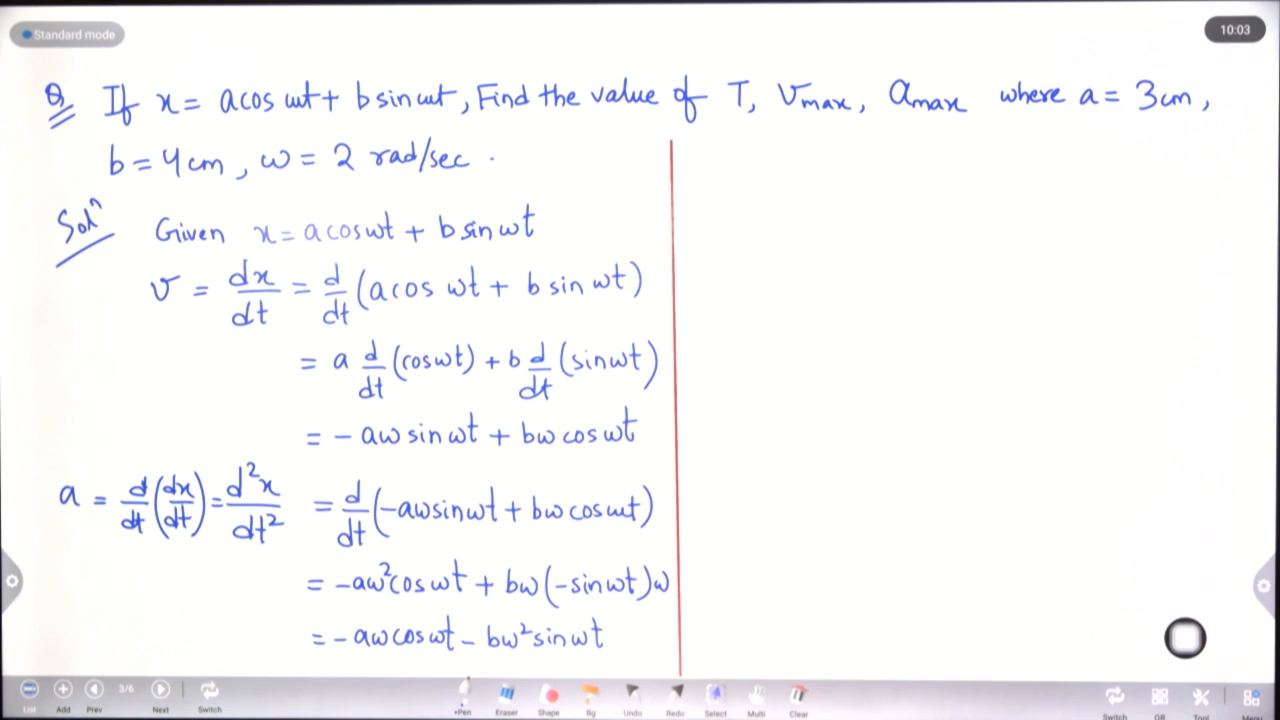 Standard mode
10:03
Q If x = a cos ωt + b sin ωt, Find the value of T, Vmax, amax where a = 3cm,
b = 4cm, ω = 2 rad/sec.
Solⁿ
Given x = a cos ωt + b sin ωt
v = dx/dt = d/dt (a cos ωt + b sin ωt)
= a d/dt (cos ωt) + b d/dt (sin ωt)
= - aω sin ωt + bω cos ωt
a = d/dt (dx/dt) = d²x/dt² = d/dt (-aω sin ωt + bω cos ωt)
= -aω² cos ωt + bω (-sin ωt) ω
= - aω cos ωt - bω² sin ωt
List Add Prev 3/6 Next Switch Pen Eraser Shape Bg Undo Redo Select Multi Clear Switch QR Tool Menu